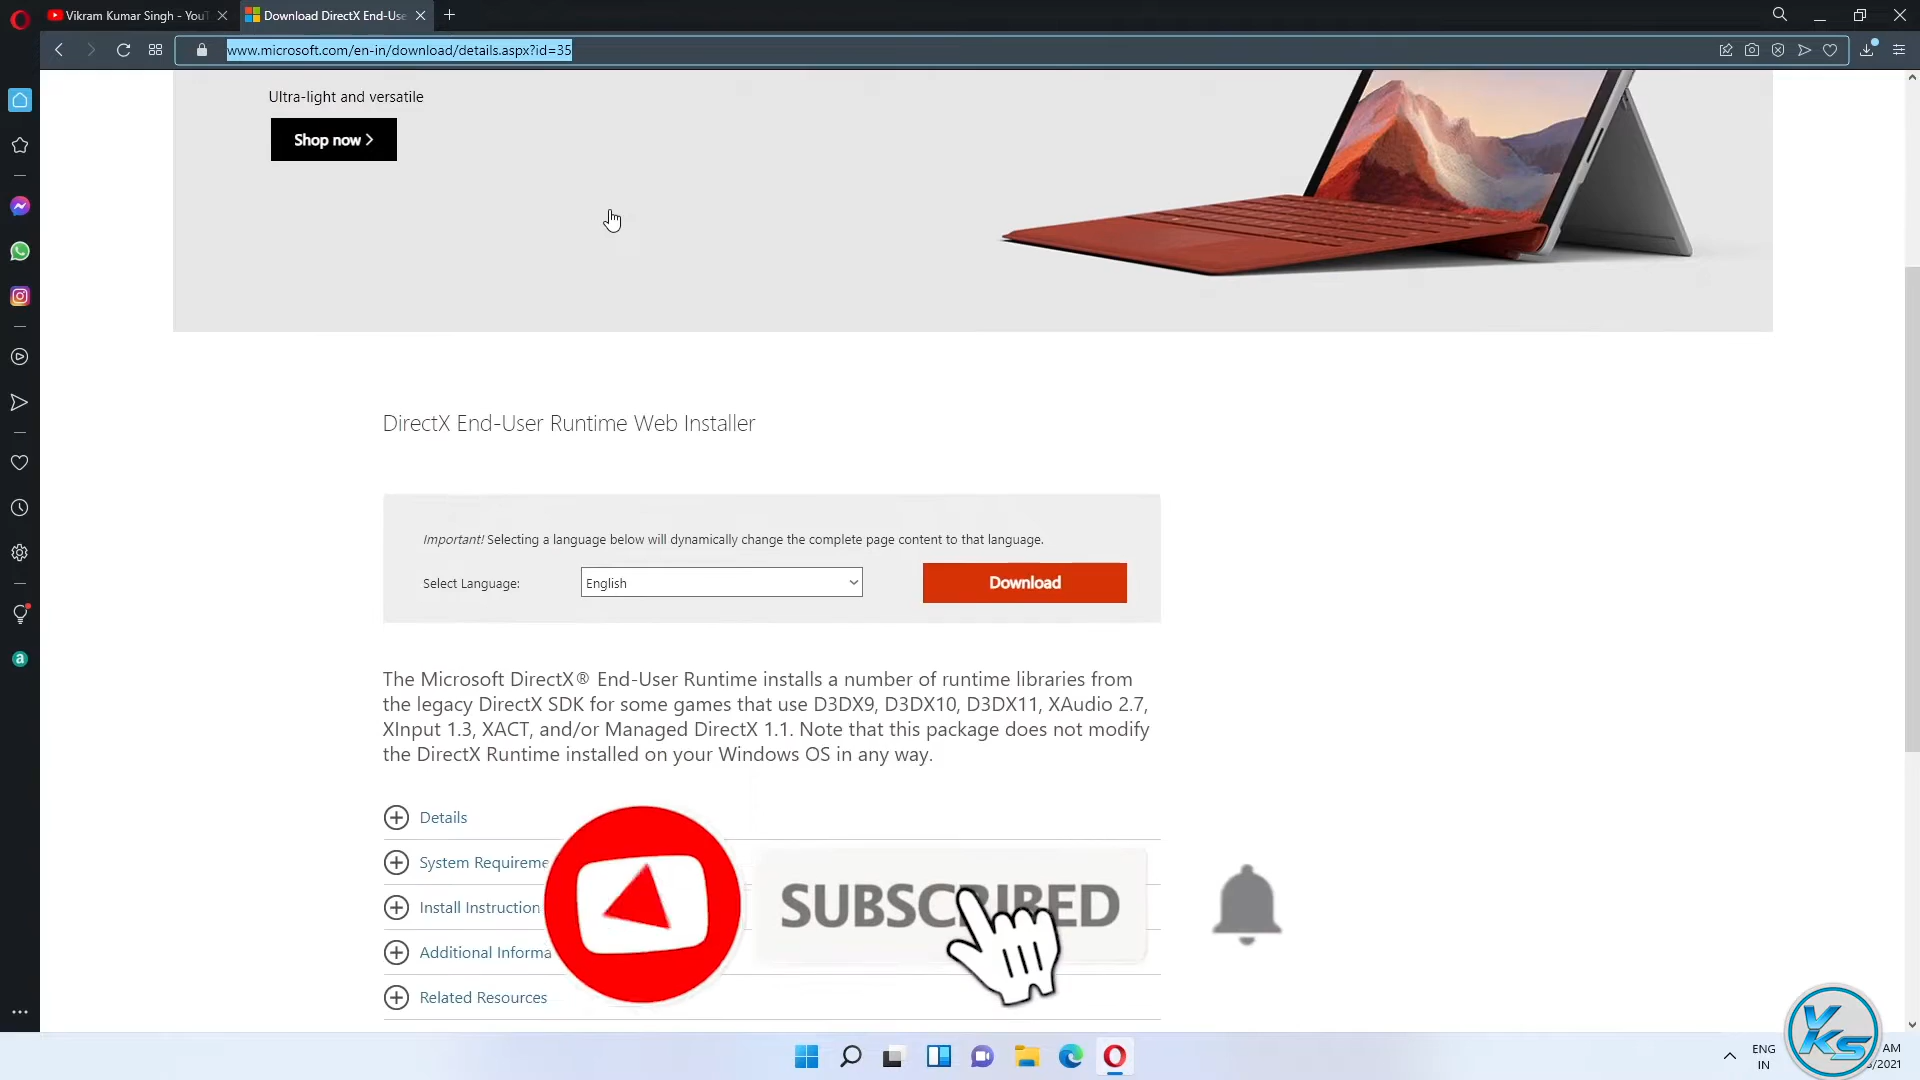 Vikram Kumar Singh - YouT
Download DirectX End-Use
www.microsoft.com/en-in/download/details.aspx?id=35
Ultra-light and versatile
Shop now >
DirectX End-User Runtime Web Installer
Important! Selecting a language below will dynamically change the complete page content to that language.
Select Language:
English
Download
The Microsoft DirectX® End-User Runtime installs a number of runtime libraries from
the legacy DirectX SDK for some games that use D3DX9, D3DX10, D3DX11, XAudio 2.7,
XInput 1.3, XACT, and/or Managed DirectX 1.1. Note that this package does not modify
the DirectX Runtime installed on your Windows OS in any way.
Details
System Requireme
Install Instruction
Additional Informa
Related Resources
SUBSCRIBED
a
ENG
IN
AM
/2021
VKS